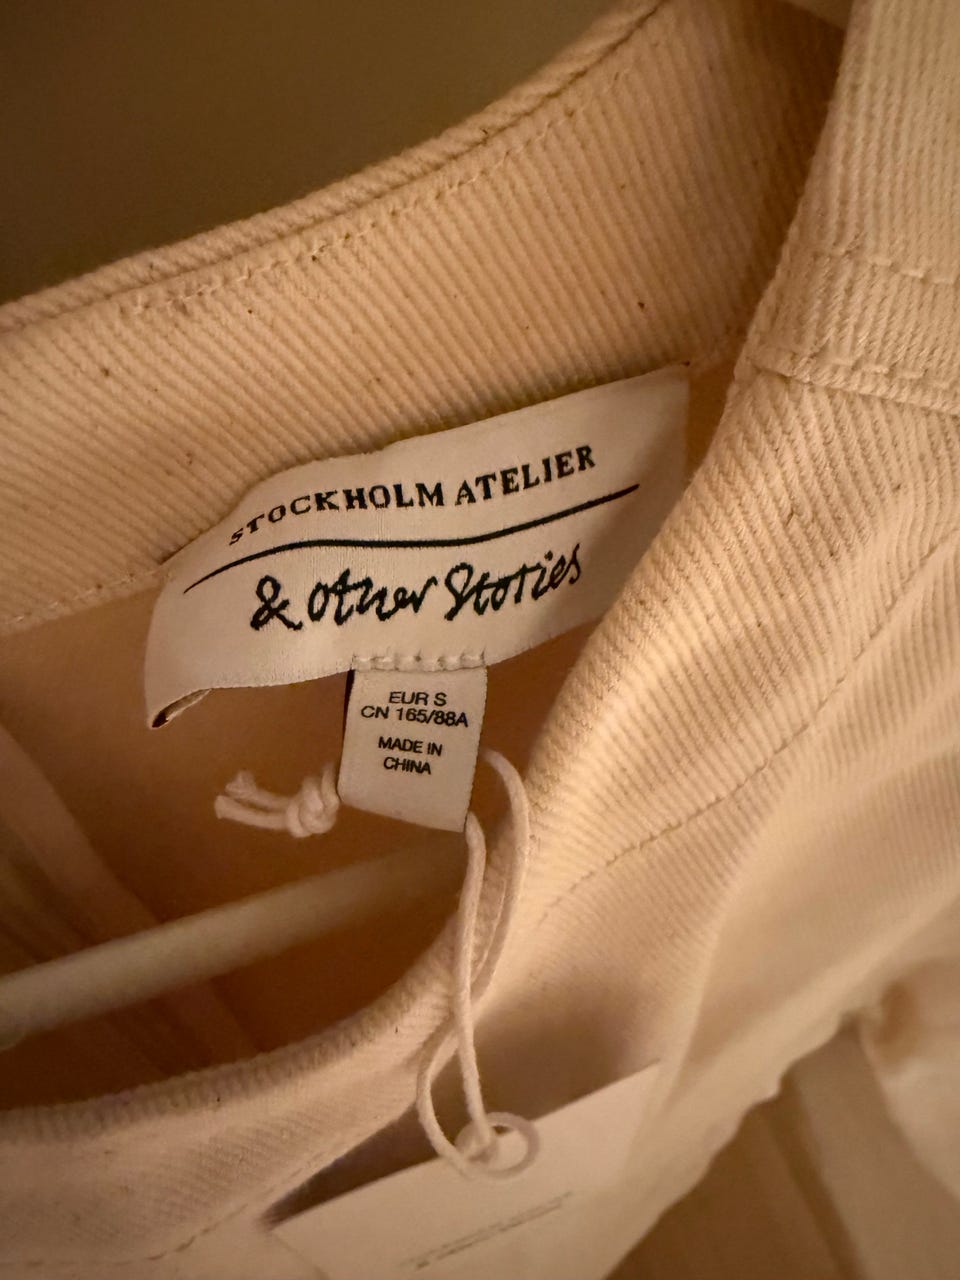 STOCKHOLM ATELIER
& other Stories
EUR S
CN 165/88A
MADE IN
CHINA